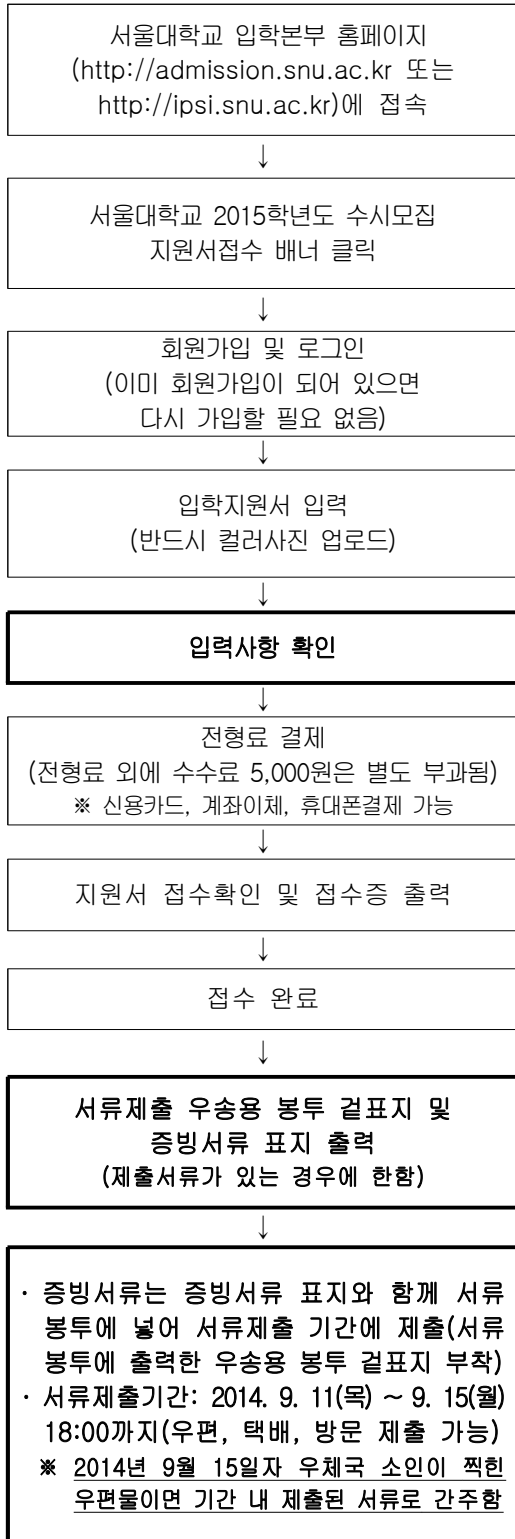 서울대학교 입학본부 홈페이지
(http://admission.snu.ac.kr 또는
http://ipsi.snu.ac.kr)에 접속
↓
서울대학교 2015학년도 수시모집
지원서접수 배너 클릭
↓
회원가입 및 로그인
(이미 회원가입이 되어 있으면
다시 가입할 필요 없음)
↓
입학지원서 입력
(반드시 컬러사진 업로드)
↓
입력사항 확인
↓
전형료 결제
(전형료 외에 수수료 5,000원은 별도 부과됨)
※ 신용카드, 계좌이체, 휴대폰결제 가능
↓
지원서 접수확인 및 접수증 출력
↓
접수 완료
↓
서류제출 우송용 봉투 겉표지 및
증빙서류 표지 출력
(제출서류가 있는 경우에 한함)
↓
· 증빙서류는 증빙서류 표지와 함께 서류
봉투에 넣어 서류제출 기간에 제출(서류
봉투에 출력한 우송용 봉투 겉표지 부착)
· 서류제출기간: 2014. 9. 11(목) ~ 9. 15(월)
18:00까지(우편, 택배, 방문 제출 가능)
※ 2014년 9월 15일자 우체국 소인이 찍힌
우편물이면 기간 내 제출된 서류로 간주함